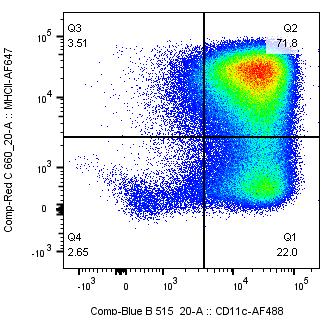 Q3
3.51
Q2
71.8
Q4
2.65
Q1
22.0
10^5
10^4
10^3
0
-10^3
-10^3
0
10^3
10^4
10^5
Comp-Red C 660_20-A :: MHCII-AF647
Comp-Blue B 515_20-A :: CD11c-AF488